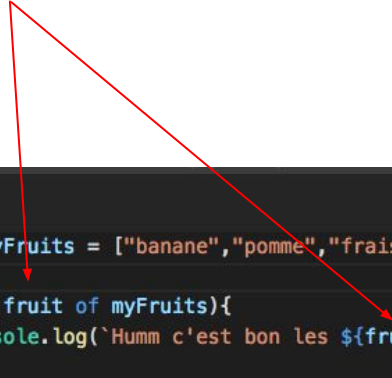 yFruits = ["banane","pomme","frais
fruit of myFruits){
sole.log(`Humm c'est bon les ${fru